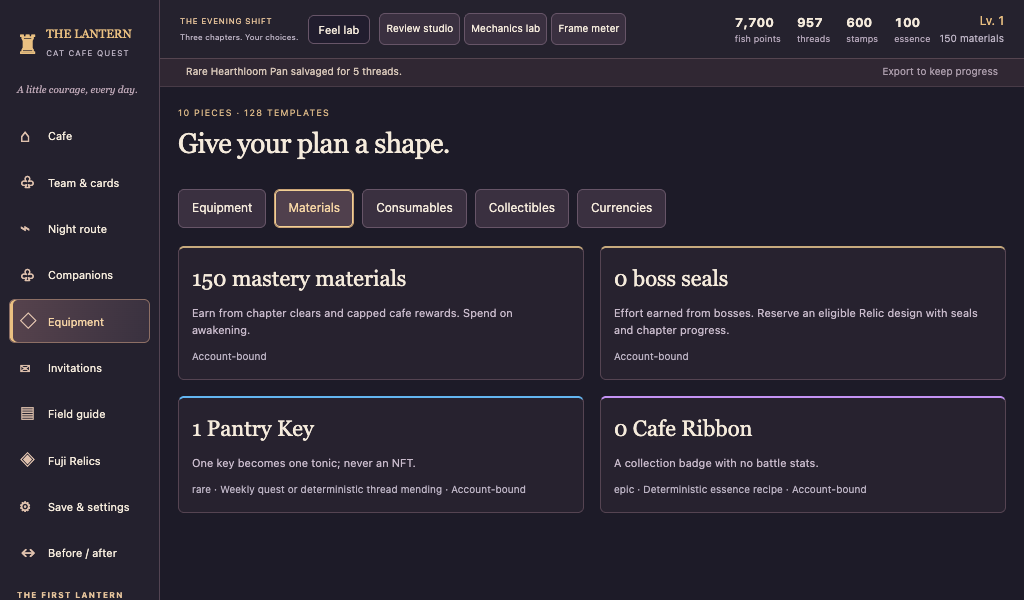 THE LANTERN
CAT CAFE QUEST
A little courage, every day.
Cafe
Team & cards
Night route
Companions
Equipment
Invitations
Field guide
Fuji Relics
Save & settings
Before / after
THE FIRST LANTERN
THE EVENING SHIFT
Three chapters. Your choices.
Feel lab
Review studio
Mechanics lab
Frame meter
7,700
fish points
957
threads
600
stamps
100
essence
Lv. 1
150 materials
Rare Hearthloom Pan salvaged for 5 threads.
Export to keep progress
10 PIECES · 128 TEMPLATES
Give your plan a shape.
Equipment
Materials
Consumables
Collectibles
Currencies
150 mastery materials
Earn from chapter clears and capped cafe rewards. Spend on
awakening.
Account-bound
0 boss seals
Effort earned from bosses. Reserve an eligible Relic design with seals
and chapter progress.
Account-bound
1 Pantry Key
One key becomes one tonic; never an NFT.
rare · Weekly quest or deterministic thread mending · Account-bound
0 Cafe Ribbon
A collection badge with no battle stats.
epic · Deterministic essence recipe · Account-bound